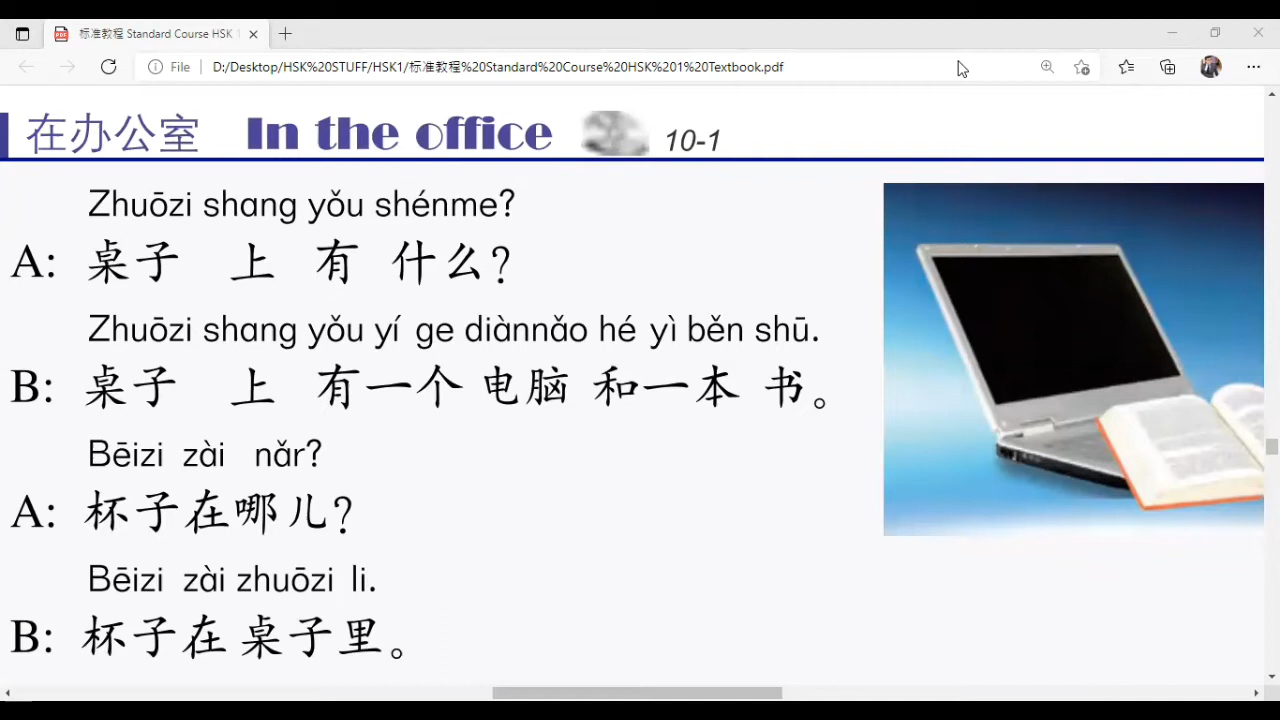 标准教程 Standard Course HSK 1
File D:/Desktop/HSK%20STUFF/HSK1/标准教程%20Standard%20Course%20HSK%201%20Textbook.pdf
在办公室 In the office 10-1
Zhuōzi shang yǒu shénme?
A: 桌子 上 有 什么?
Zhuōzi shang yǒu yí ge diànnǎo hé yì běn shū.
B: 桌子 上 有一个 电脑 和一本 书。
Bēizi zài nǎr?
A: 杯子在哪儿?
Bēizi zài zhuōzi li.
B: 杯子在桌子里。